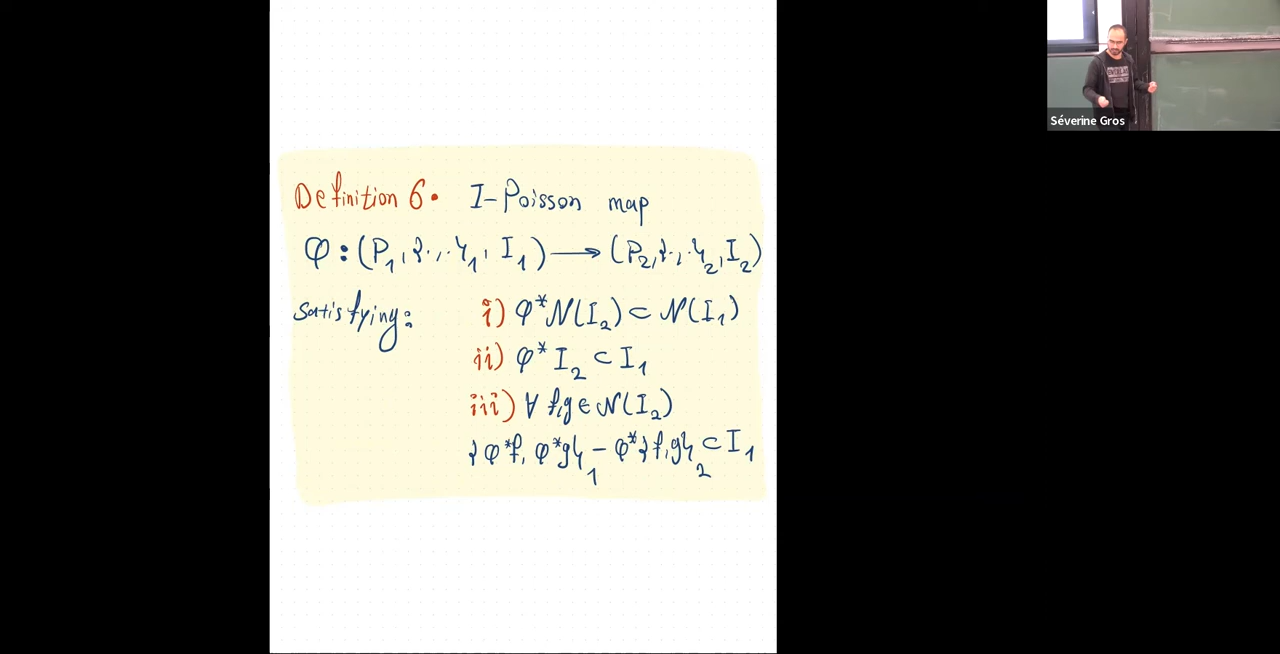 Definition 6. I-Poisson map
φ : (P₁, {·,·}₁, I₁) ⟶ (P₂, {·,·}₂, I₂)
Satisfying: i) φ* N(I₂) ⊂ N(I₁)
ii) φ* I₂ ⊂ I₁
iii) ∀ f,g ∈ N(I₂)
{φ*f, φ*g}₁ − φ*{f,g}₂ ⊂ I₁
Séverine Gros